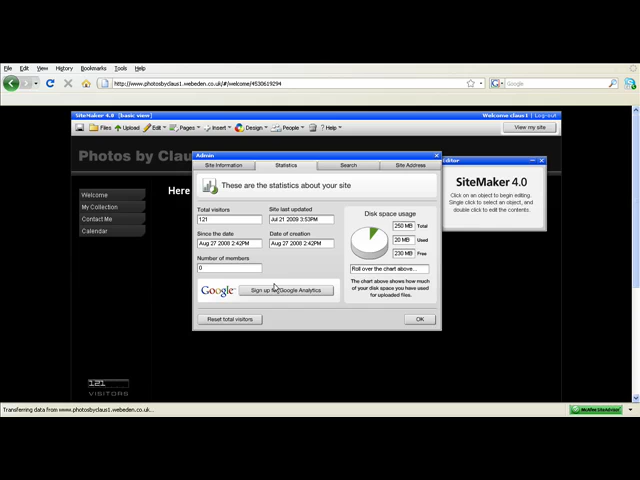 File Edit View History Bookmarks Tools Help
http://www.photosbyclaus1.webeden.co.uk/#/welcome/4530619294
Google
SiteMaker 4.0 [basic view] Welcome claus1 | Log-out
Files Upload Edit Pages Insert Design People Help View my site
Photos by Clau
Admin
Site Information Statistics Search Site Address
Editor
These are the statistics about your site
SiteMaker 4.0
Click on an object to begin editing.
Single click to select an object, and
double click to edit the contents.
Welcome
My Collection
Contact Me
Calendar
Here
Total visitors Site last updated
121 Jul 21 2009 3:53PM
Since the date Date of creation
Aug 27 2008 2:42PM Aug 27 2008 2:42PM
Number of members
0
Disk space usage
250 MB Total
20 MB Used
230 MB Free
Roll over the chart above...
The chart above shows how much
of your disk space you have used
for uploaded files.
Google Sign up for Google Analytics
Reset total visitors OK
121
VISITORS
Transferring data from www.photosbyclaus1.webeden.co.uk...
McAfee SiteAdvisor